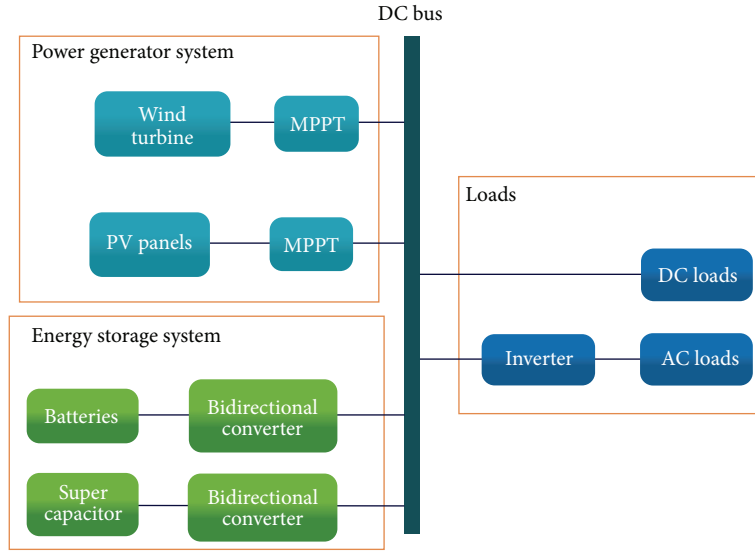 DC bus
Power generator system
Wind
turbine
MPPT
PV panels
MPPT
Loads
DC loads
Inverter
AC loads
Energy storage system
Batteries
Bidirectional
converter
Super
capacitor
Bidirectional
converter